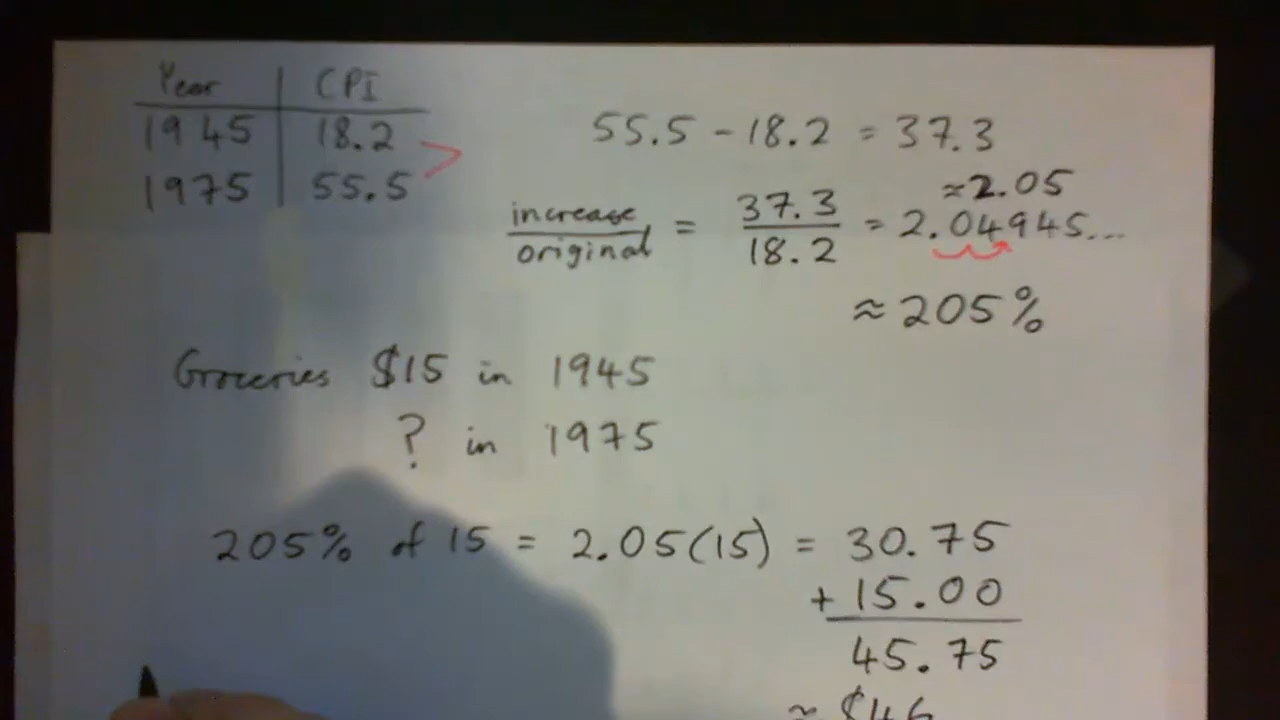 Year | CPI
1945 | 18.2
1975 | 55.5
55.5 - 18.2 = 37.3
≈2.05
increase/original = 37.3/18.2 = 2.04945...
≈ 205%
Groceries $15 in 1945
? in 1975
205% of 15 = 2.05(15) = 30.75
+ 15.00
45.75
≈ $46